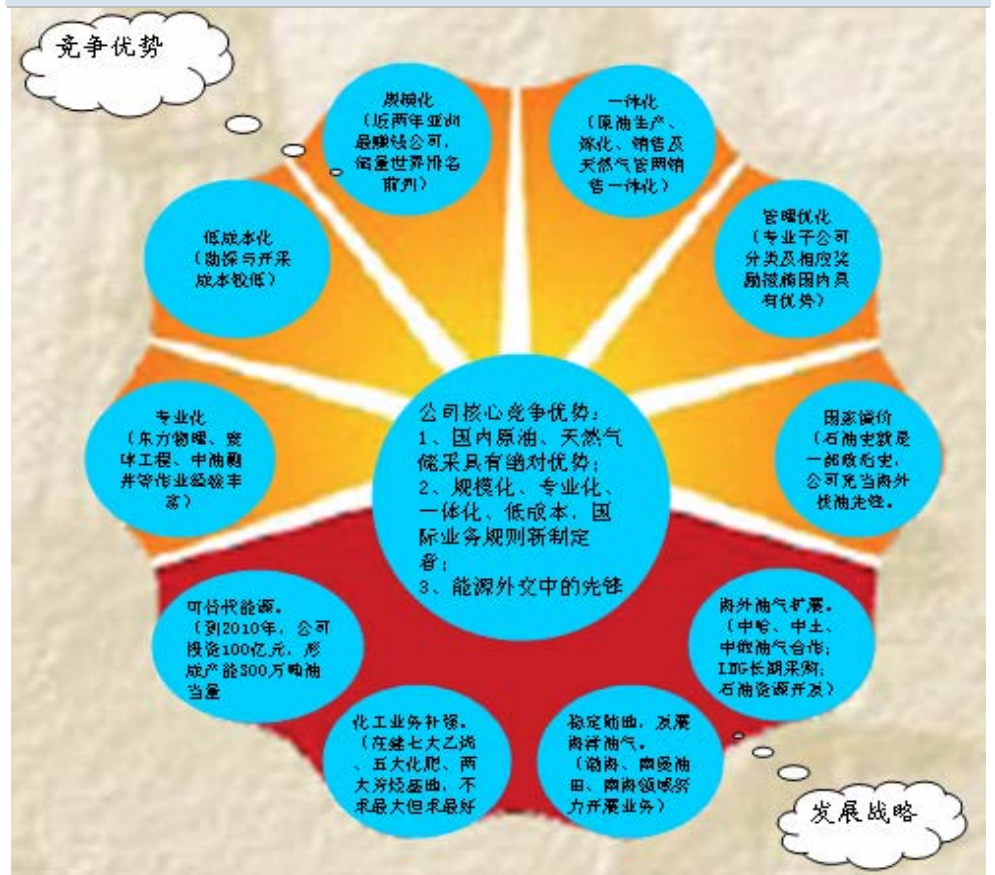 竞争优势
规模化
（近两年亚洲
最赚钱公司，
储量世界排名
前列）
一体化
（原油生产、
炼化、销售及
天然气管网销
售一体化）
低成本化
（勘探与开采
成本较低）
管理优化
（专业子公司
分类及相应奖
励
围内具
有优势）
专业化
（东方物理、寰
球工程、中油测
井等作业经验丰
富）
公司核心竞争优势：
1、国内原油、天然气
储采具有绝对优势；
2、规模化、专业化、
一体化、低成本，国
际业务规则新制定
者；
3、能源外交中的先锋
国家溢价
（石油史就是
一部政治史，
公司充当海外
找油先锋。
可替代能源。
（到2010年，公司
投资100亿元，形
成产能300万吨油
当量
海外油气扩展。
（中哈、中土、
中俄油气合作；
LNG长期采购；
石油资源开发）
化工业务补强。
（在建七大乙烯
、五大化肥、两
大芳烃基地，不
求最大但求最好
稳定陆地，发展
海洋油气。
（渤海、南堡油
田、南海领域努
力开展业务）
发展战略